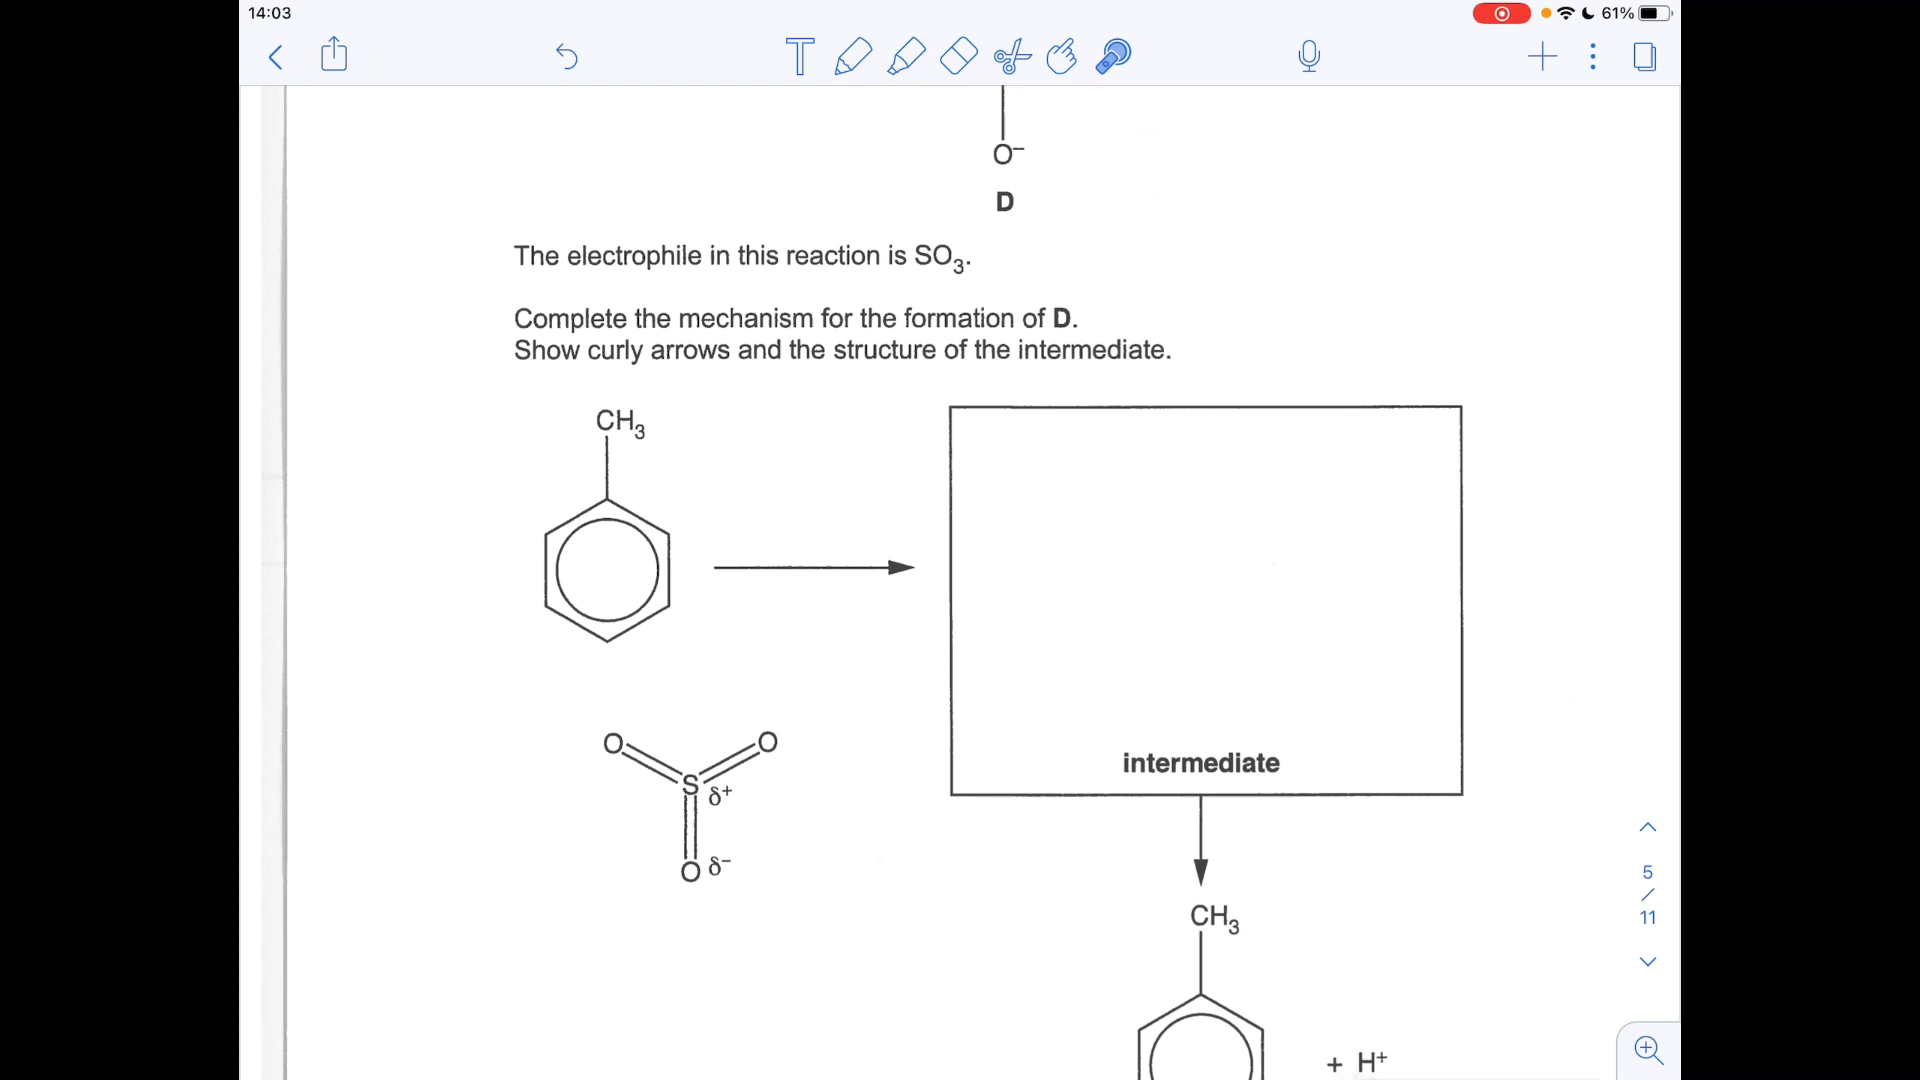 14:03
61%
T
O⁻
D
The electrophile in this reaction is SO₃.
Complete the mechanism for the formation of D.
Show curly arrows and the structure of the intermediate.
CH₃
O
O
S
δ+
O δ−
intermediate
CH₃
+ H⁺
5
/
11